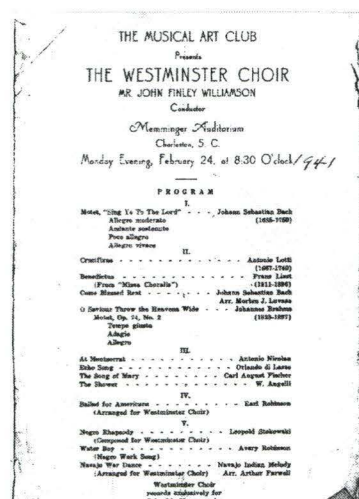 THE MUSICAL ART CLUB
Presents
THE WESTMINSTER CHOIR
MR. JOHN FINLEY WILLIAMSON
Conductor
Memminger Auditorium
Charleston, S. C.
Monday Evening, February 24, at 8:30 O'clock 1941
PROGRAM
I.
Motet, "Sing Ye To The Lord" - - - Johann Sebastian Bach
Allegro moderato (1685-1750)
Andante sostenuto
Poco allegro
Allegro vivace
II.
Crucifixus - - - - - - - - - - Antonio Lotti
(1667-1740)
Benedictus - - - - - - - - - - Franz Liszt
(From "Missa Choralis") (1811-1886)
Come Blessed Rest - - - - Johann Sebastian Bach
Arr. Morten J. Luvaas
O Saviour Throw the Heavens Wide - - - Johannes Brahms
Motet, Op. 74, No. 2 (1833-1897)
Tempo giusto
Adagio
Allegro
III.
At Montserrat - - - - - - - - - Antonio Nicolau
Echo Song - - - - - - - - - Orlando di Lasso
The Song of Mary - - - - - - Carl August Fischer
The Shower - - - - - - - - - - W. Angelli
IV.
Ballad for Americans - - - - - - Earl Robinson
(Arranged for Westminster Choir)
V.
Negro Rhapsody - - - - - - Leopold Stokowski
(Composed for Westminster Choir)
Water Boy - - - - - - - - - Avery Robinson
(Negro Work Song)
Navajo War Dance - - - - Navajo Indian Melody
(Arranged for Westminster Choir) Arr. Arthur Farwell
Westminster Choir
records exclusively for